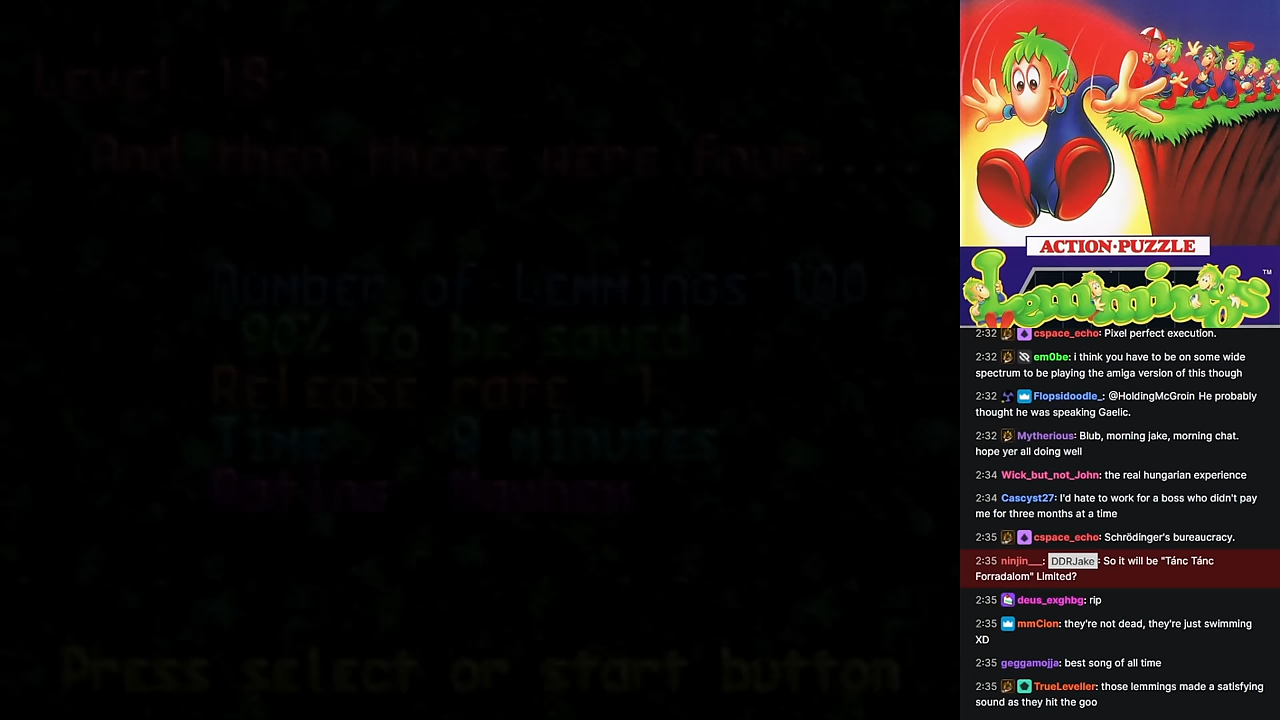 Level 19
And then there were four....
Number of Lemmings 100
90% to be saved
Release rate 1
Time 9 minutes
Rating Mayhem
Press select or start button
ACTION·PUZZLE
Lemmings
TM
2:32 cspace_echo: Pixel perfect execution.
2:32 em0be: i think you have to be on some wide
spectrum to be playing the amiga version of this though
2:32 Flopsidoodle_: @HoldingMcGroin He probably
thought he was speaking Gaelic.
2:32 Mytherious: Blub, morning jake, morning chat.
hope yer all doing well
2:34 Wick_but_not_John: the real hungarian experience
2:34 Cascyst27: I'd hate to work for a boss who didn't pay
me for three months at a time
2:35 cspace_echo: Schrödinger's bureaucracy.
2:35 ninjin___: DDRJake: So it will be "Tánc Tánc
Forradalom" Limited?
2:35 deus_exghbg: rip
2:35 mmCion: they're not dead, they're just swimming
XD
2:35 geggamojja: best song of all time
2:35 TrueLeveller: those lemmings made a satisfying
sound as they hit the goo